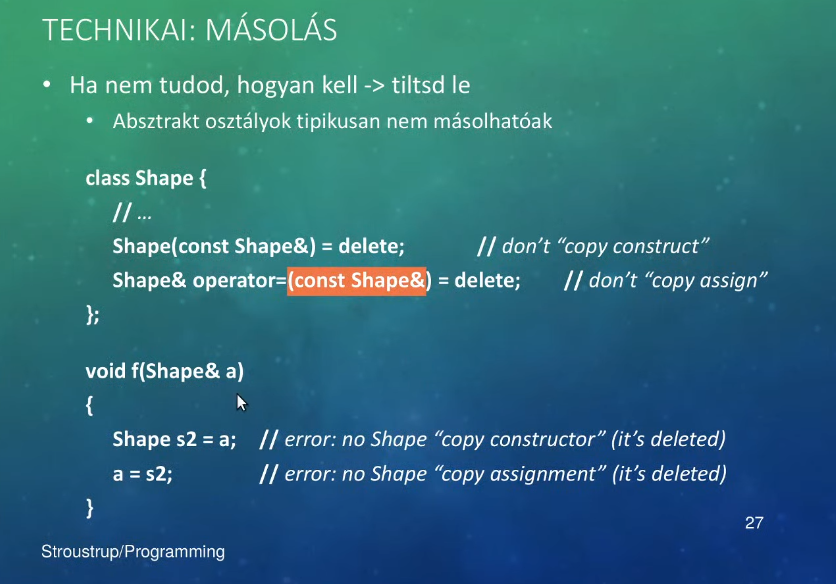 TECHNIKAI: MÁSOLÁS
• Ha nem tudod, hogyan kell -> tiltsd le
• Absztrakt osztályok tipikusan nem másolhatóak
class Shape {
// ...
Shape(const Shape&) = delete; // don’t “copy construct”
Shape& operator=(const Shape&) = delete; // don’t “copy assign”
};
void f(Shape& a)
{
Shape s2 = a; // error: no Shape “copy constructor” (it’s deleted)
a = s2; // error: no Shape “copy assignment” (it’s deleted)
}
27
Stroustrup/Programming